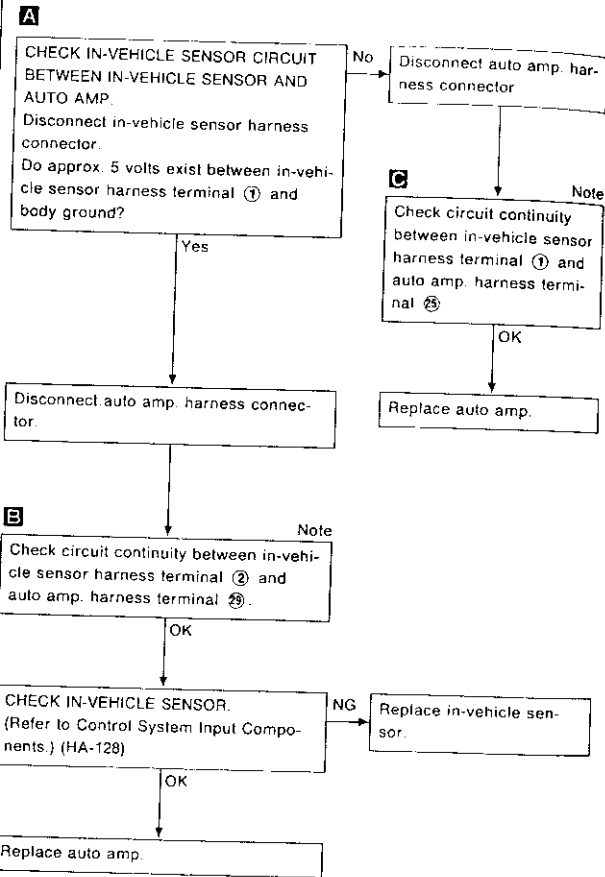 A
CHECK IN-VEHICLE SENSOR CIRCUIT
BETWEEN IN-VEHICLE SENSOR AND
AUTO AMP.
Disconnect in-vehicle sensor harness
connector.
Do approx. 5 volts exist between in-vehi-
cle sensor harness terminal ① and
body ground?
No
Disconnect auto amp. har-
ness connector
C
Note
Check circuit continuity
between in-vehicle sensor
harness terminal ① and
auto amp. harness termi-
nal ㉕
OK
Replace auto amp.
Yes
Disconnect auto amp. harness connec-
tor.
B
Note
Check circuit continuity between in-vehi-
cle sensor harness terminal ② and
auto amp. harness terminal ㉙.
OK
CHECK IN-VEHICLE SENSOR.
(Refer to Control System Input Compo-
nents.) (HA-128)
NG
Replace in-vehicle sen-
sor.
OK
Replace auto amp.